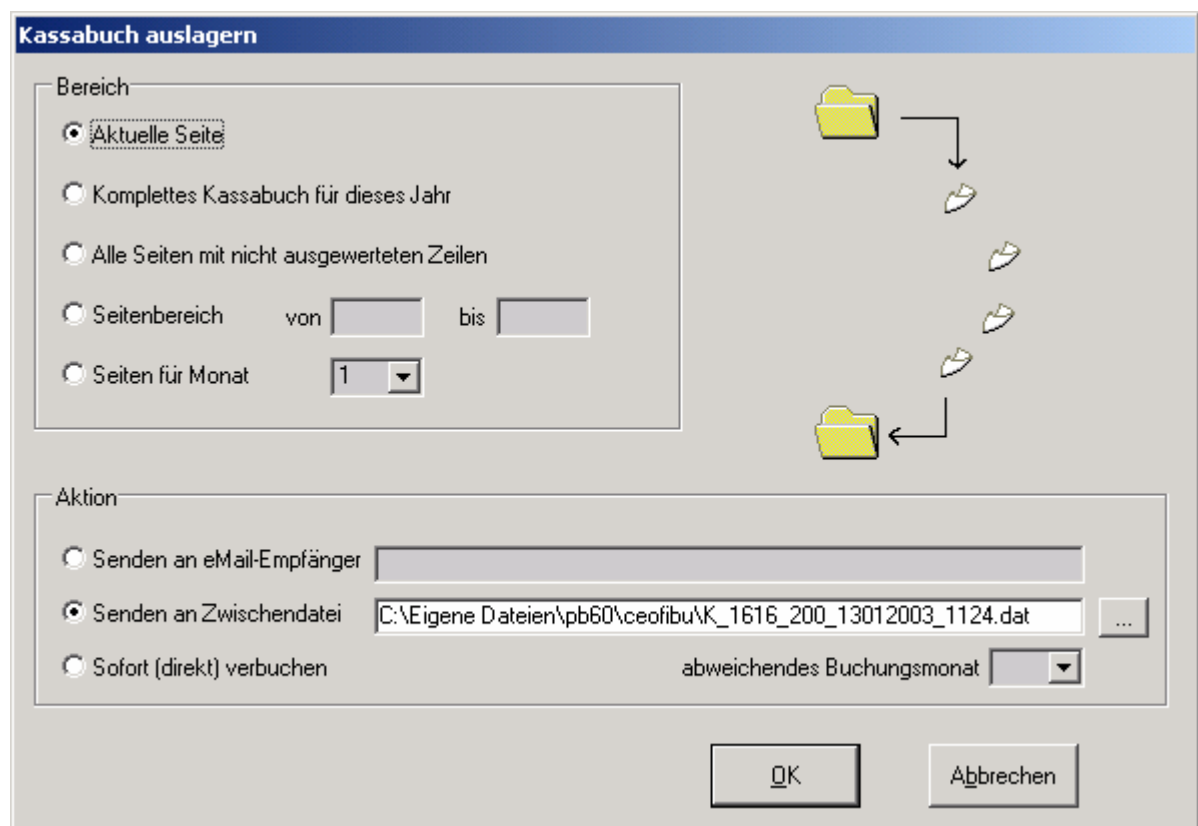 Kassabuch auslagern
Bereich
Aktuelle Seite
Komplettes Kassabuch für dieses Jahr
Alle Seiten mit nicht ausgewerteten Zeilen
Seitenbereich von bis
Seiten für Monat 1
Aktion
Senden an eMail-Empfänger
Senden an Zwischendatei C:\Eigene Dateien\pb60\ceofibu\K_1616_200_13012003_1124.dat ...
Sofort (direkt) verbuchen abweichendes Buchungsmonat
OK Abbrechen